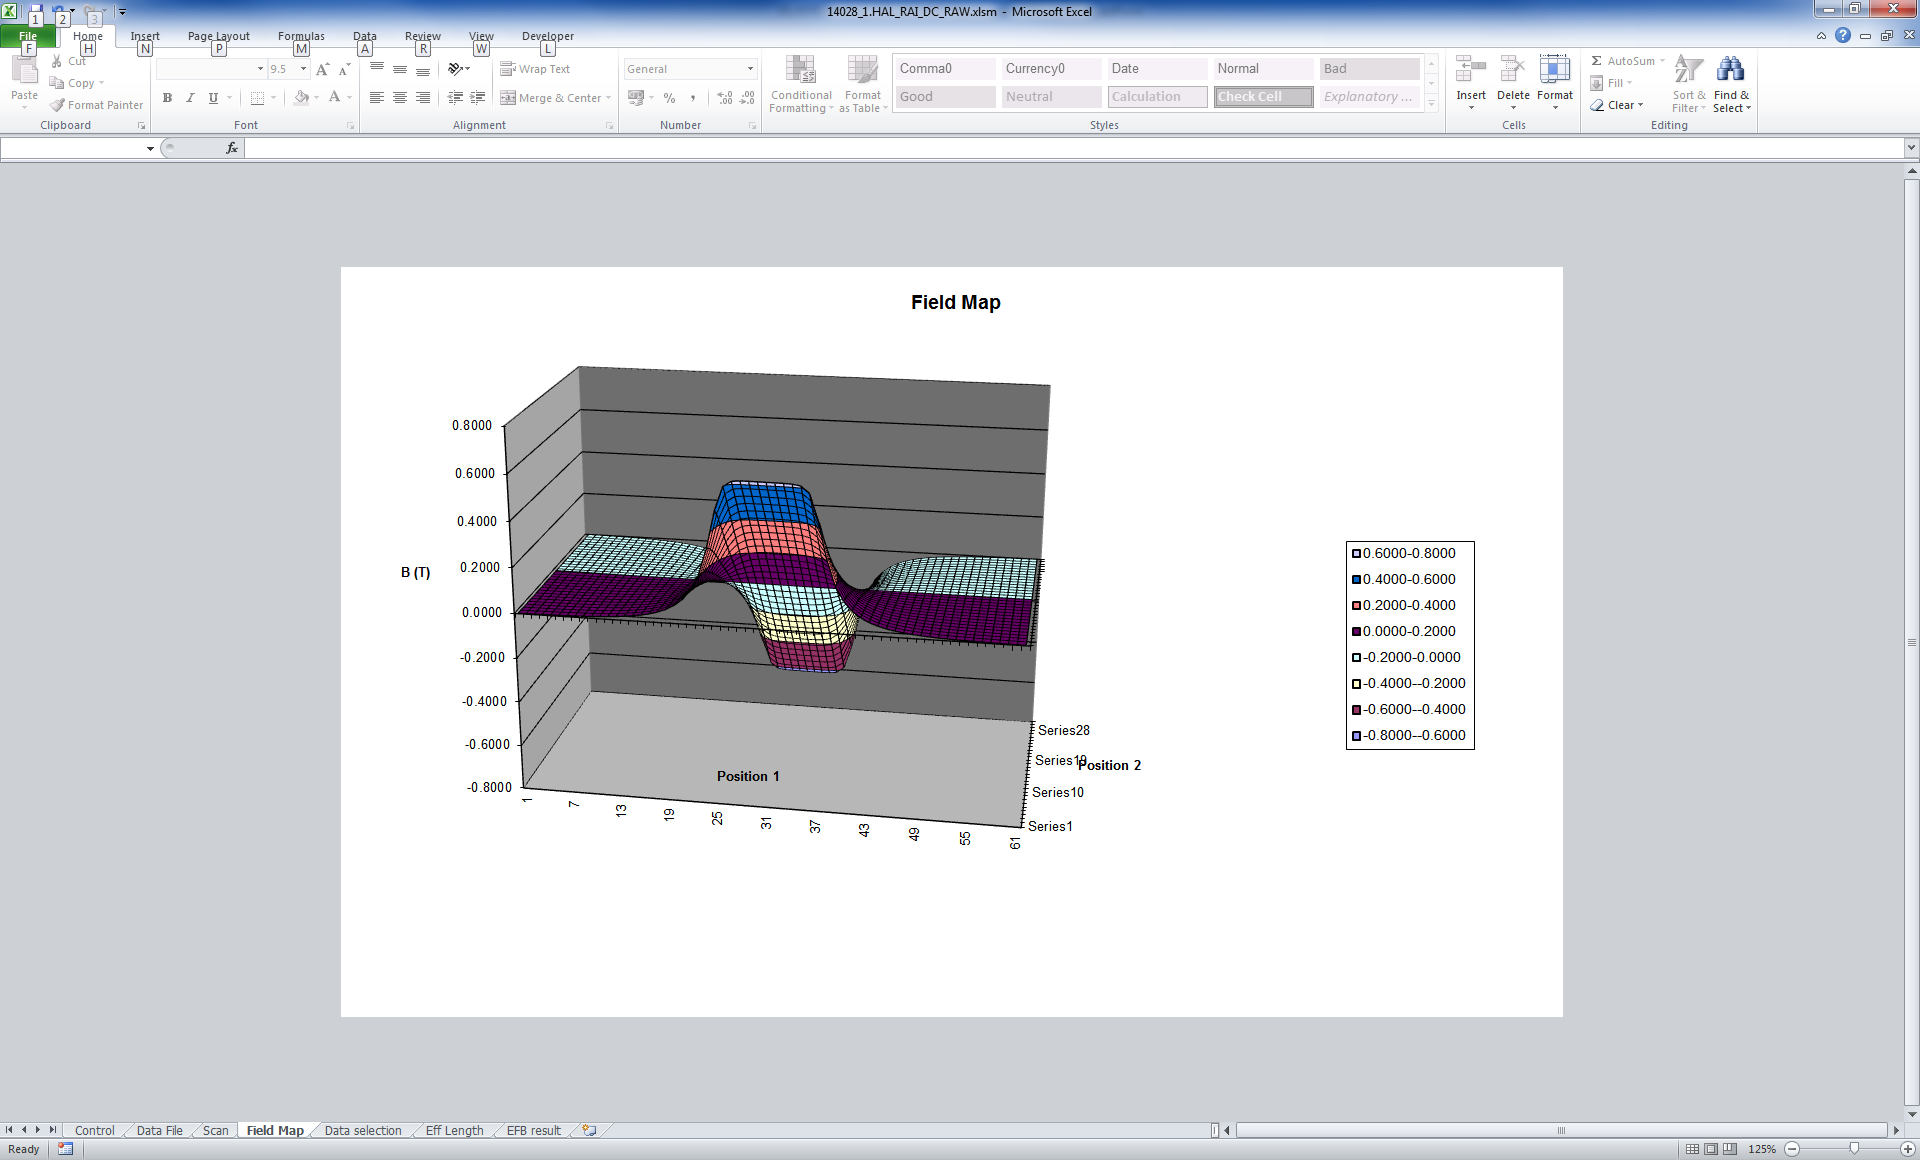 14028_1.HAL_RAI_DC_RAW.xlsm - Microsoft Excel
1 2 3
File Home Insert Page Layout Formulas Data Review View Developer
F H N P M A R W L
Cut
Copy
Format Painter
Paste
Clipboard
9.5 A A
B I U A
Font
Wrap Text
Merge & Center
Alignment
General
% ,
Number
Conditional Formatting
Format as Table
Comma0 Currency0 Date Normal Bad
Good Neutral Calculation Check Cell Explanatory ...
Styles
Insert Delete Format
Cells
Σ AutoSum
Fill
Clear
Sort & Filter
Find & Select
Editing
fx
Field Map
0.8000
0.6000
0.4000
0.2000
0.0000
-0.2000
-0.4000
-0.6000
-0.8000
B (T)
Position 1
1 7 13 19 25 31 37 43 49 55 61
Series28
Series19
Series10
Series1
Position 2
0.6000-0.8000
0.4000-0.6000
0.2000-0.4000
0.0000-0.2000
-0.2000-0.0000
-0.4000--0.2000
-0.6000--0.4000
-0.8000--0.6000
Control Data File Scan Field Map Data selection Eff Length EFB result
Ready
125%